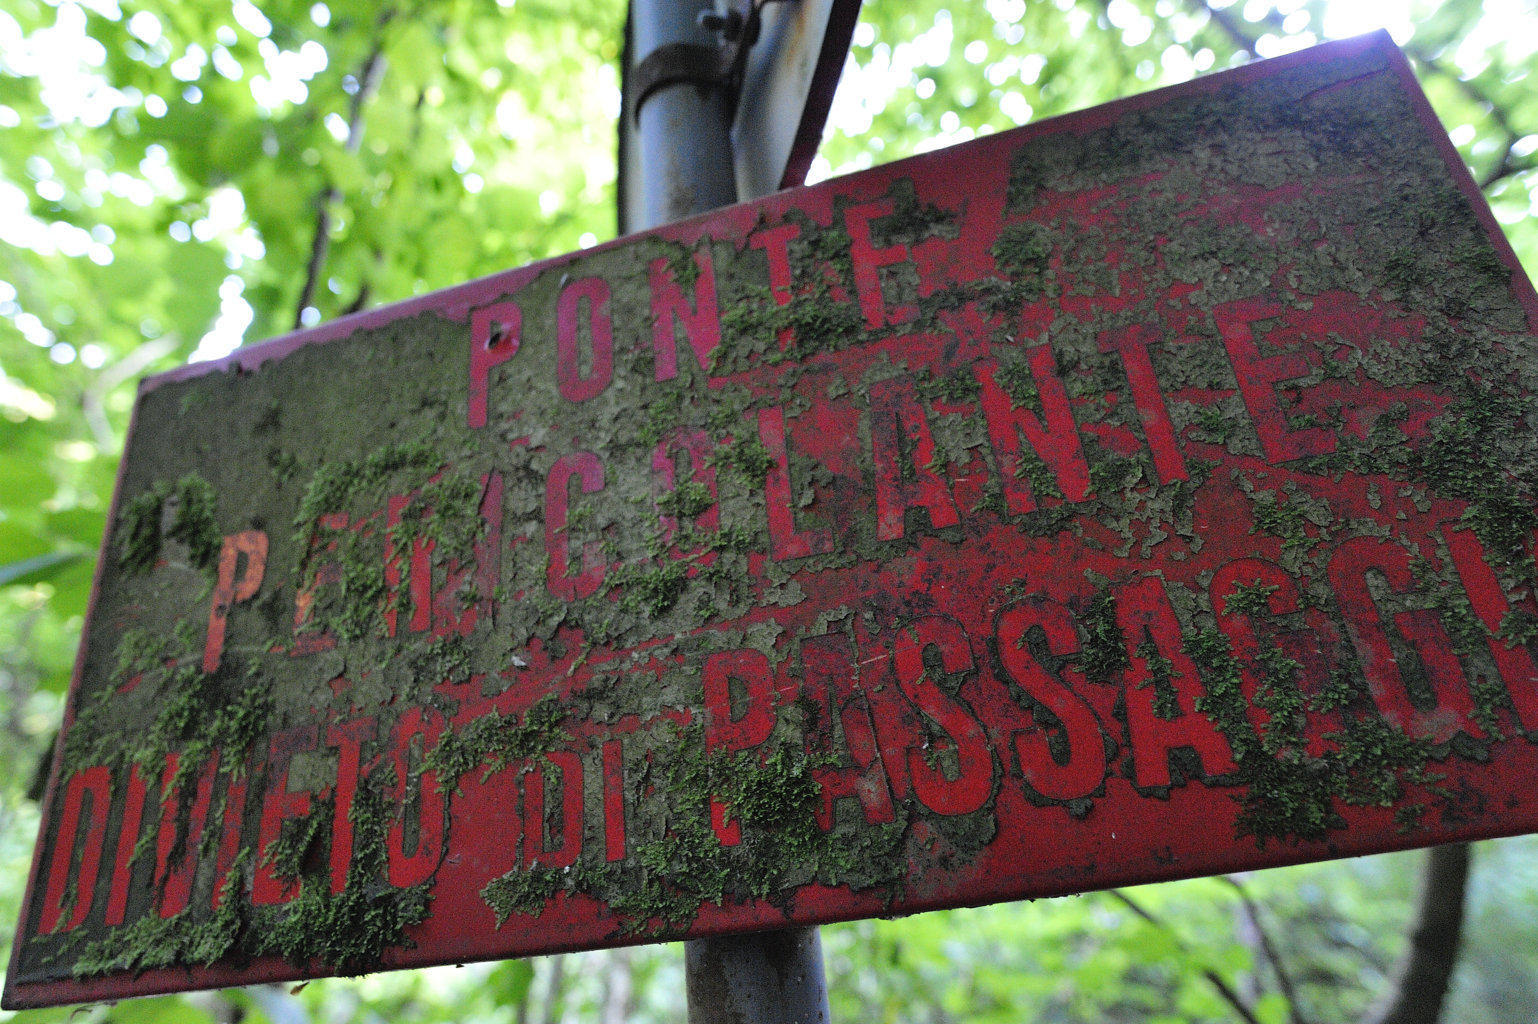 PONTE
PERICOLANTE
DIVIETO DI PASSAGGI